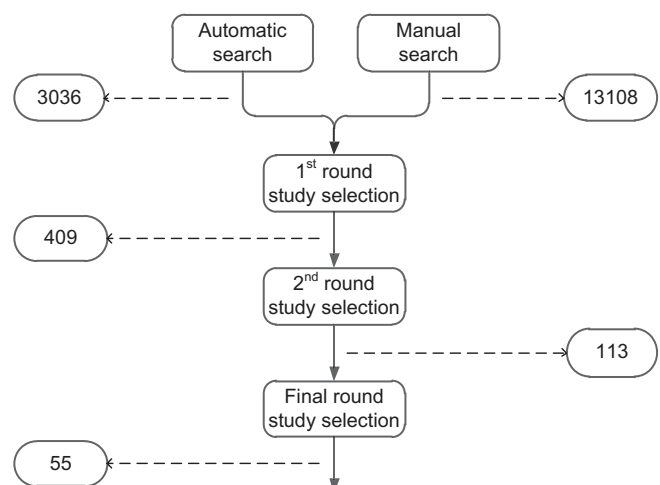 Automatic
search
Manual
search
3036
13108
1st round
study selection
409
2nd round
study selection
113
Final round
study selection
55